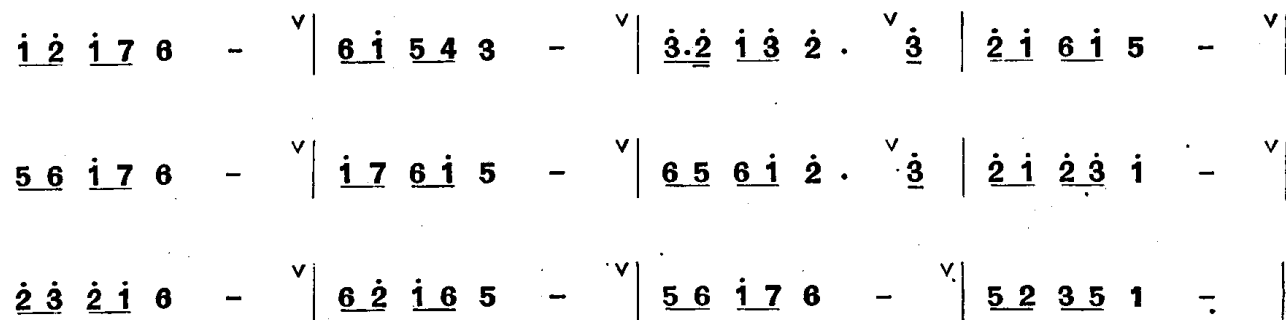 1̇ 2̇ 1̇ 7 6 - ∨ | 6 1̇ 5 4 3 - ∨ | 3̇ . 2̇ 1̇ 3̇ 2̇ . ∨ 3̇ | 2̇ 1̇ 6 1̇ 5 - ∨ |
5 6 1̇ 7 6 - ∨ | 1̇ 7 6 1̇ 5 - ∨ | 6 5 6 1̇ 2̇ . ∨ 3̇ | 2̇ 1̇ 2̇ 3̇ 1̇ - ∨ |
2̇ 3̇ 2̇ 1̇ 6 - ∨ | 6 2̇ 1̇ 6 5 - ∨ | 5 6 1̇ 7 6 - ∨ | 5 2 3 5 1 - |